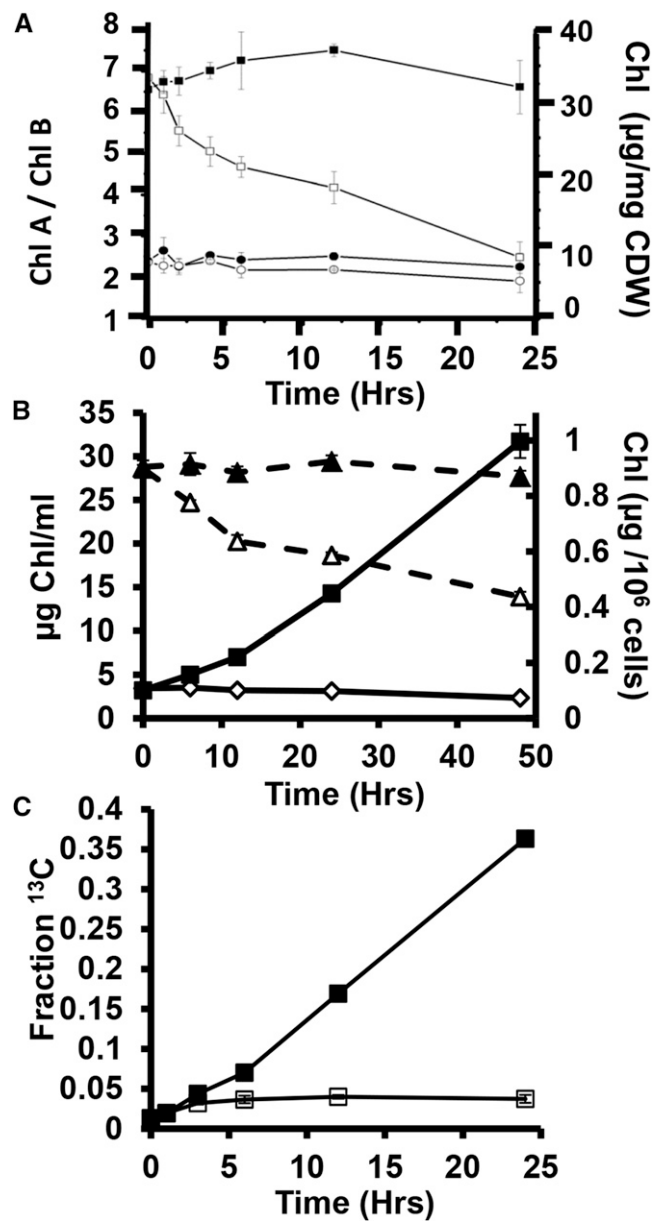 A
8
7
6
5
4
3
2
1
Chl A / Chl B
40
30
20
10
0
Chl (µg/mg CDW)
0 5 10 15 20 25
Time (Hrs)
B
35
30
25
20
15
10
5
0
µg Chl/ml
1
0.8
0.6
0.4
0.2
0
Chl (µg /10⁶ cells)
0 10 20 30 40 50
Time (Hrs)
C
0.4
0.35
0.3
0.25
0.2
0.15
0.1
0.05
0
Fraction ¹³C
0 5 10 15 20 25
Time (Hrs)